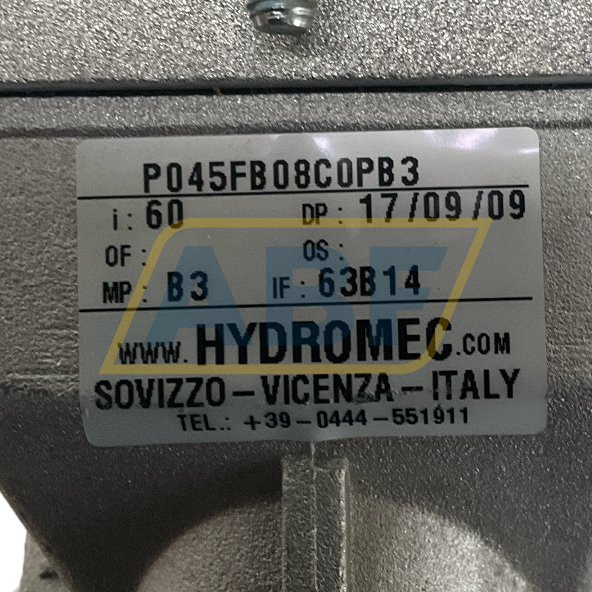 P045FB08C0PB3
i: 60 DP: 17/09/09
OF: OS:
MP: B3 IF: 63B14
ABF
www.HYDROMEC.COM
SOVIZZO-VICENZA-ITALY
TEL.: +39-0444-551911